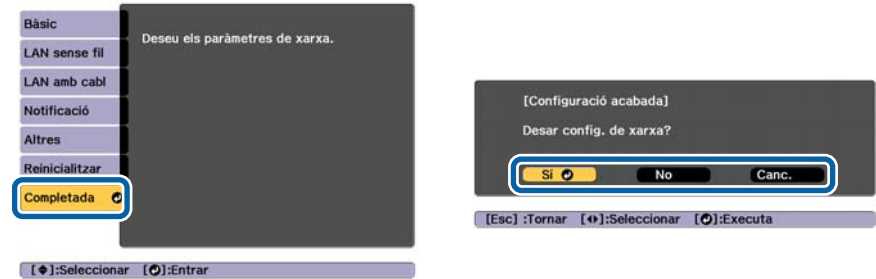 Bàsic
LAN sense fil
LAN amb cabl
Notificació
Altres
Reinicialitzar
Completada
Deseu els paràmetres de xarxa.
[ ]:Seleccionar [ ]:Entrar
[Configuració acabada]
Desar config. de xarxa?
Sí No Canc.
[Esc] :Tornar [ ]:Seleccionar [ ]:Executa